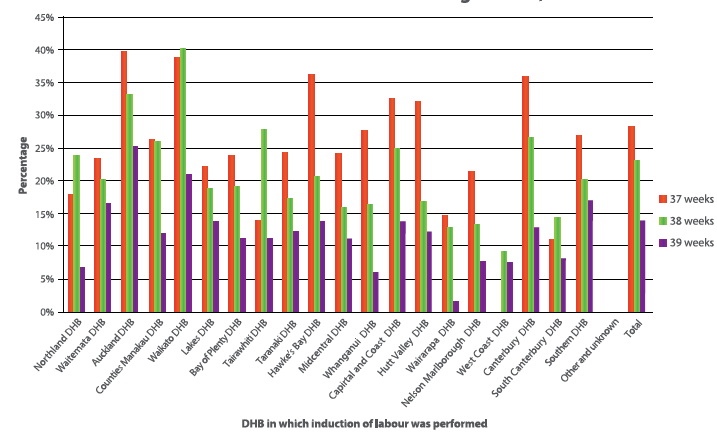 45%
40%
35%
30%
25%
20%
15%
10%
5%
0%
Percentage
37 weeks
38 weeks
39 weeks
Northland DHB
Waitemata DHB
Auckland DHB
Counties Manakau DHB
Waikato DHB
Lakes DHB
Bay of Plenty DHB
Tairawhiti DHB
Taranaki DHB
Hawke's Bay DHB
Midcentral DHB
Whanganui DHB
Capirtal and Coast DHB
Hutt Valley DHB
Wairarapa DHB
Nelson Marlborough DHB
West Coast DHB
Canterbury DHB
South Canterbury DHB
Southern DHB
Other and unknown
Total
DHB in which induction of labour was performed